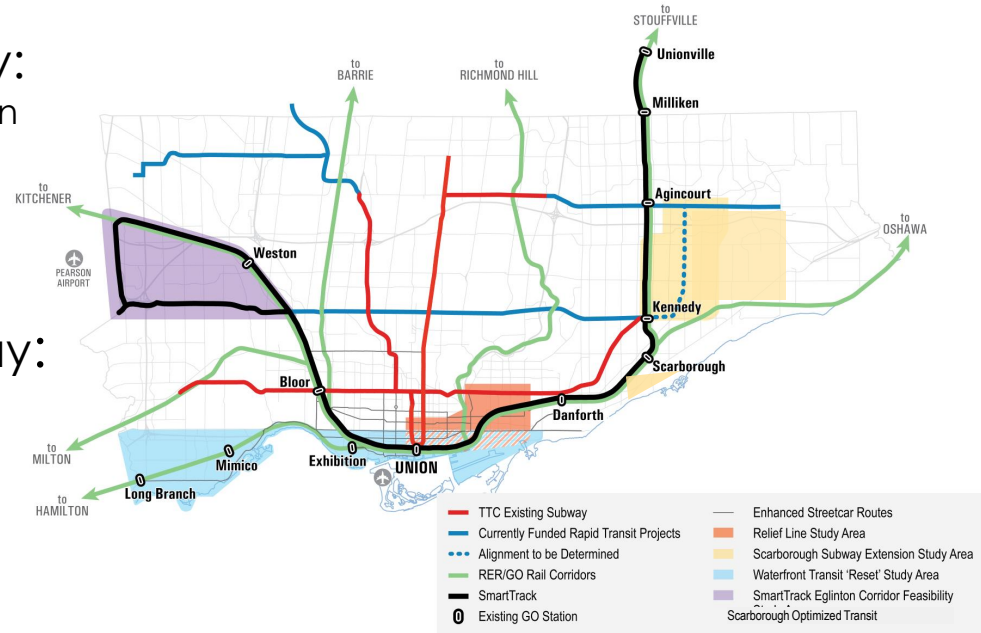 y:
n
ay:
to
STOUFFVILLE
Unionville
to
BARRIE
to
RICHMOND HILL
Milliken
to
KITCHENER
Agincourt
to
OSHAWA
Weston
PEARSON
AIRPORT
Kennedy
Scarborough
Bloor
Danforth
to
MILTON
Mimico
Exhibition
UNION
Long Branch
to
HAMILTON
TTC Existing Subway
Currently Funded Rapid Transit Projects
Alignment to be Determined
RER/GO Rail Corridors
SmartTrack
Existing GO Station
Enhanced Streetcar Routes
Relief Line Study Area
Scarborough Subway Extension Study Area
Waterfront Transit ‘Reset’ Study Area
SmartTrack Eglinton Corridor Feasibility
Scarborough Optimized Transit